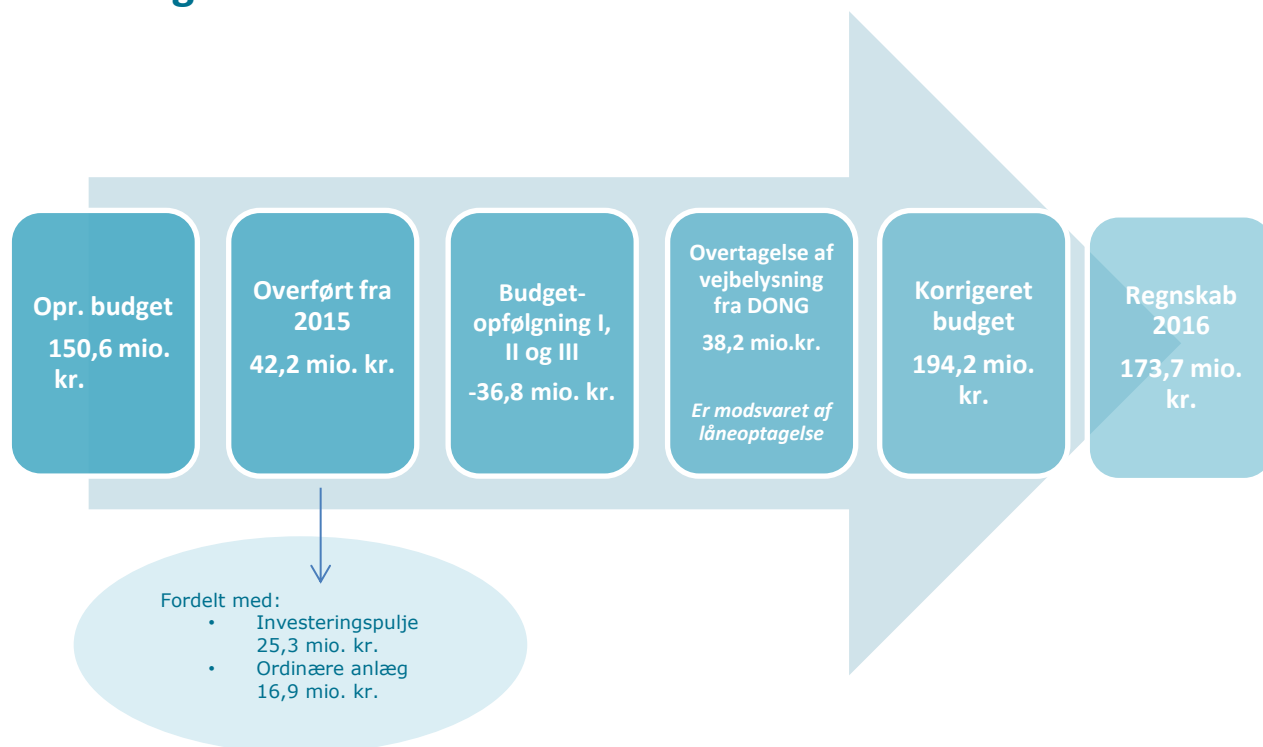 Opr. budget
150,6 mio.
kr.
Overført fra
2015
42,2 mio. kr.
Budget-
opfølgning I,
II og III
-36,8 mio. kr.
Overtagelse af
vejbelysning
fra DONG
38,2 mio.kr.
Er modsvaret af
låneoptagelse
Korrigeret
budget
194,2 mio.
kr.
Regnskab
2016
173,7 mio.
kr.
Fordelt med:
• Investeringspulje
25,3 mio. kr.
• Ordinære anlæg
16,9 mio. kr.